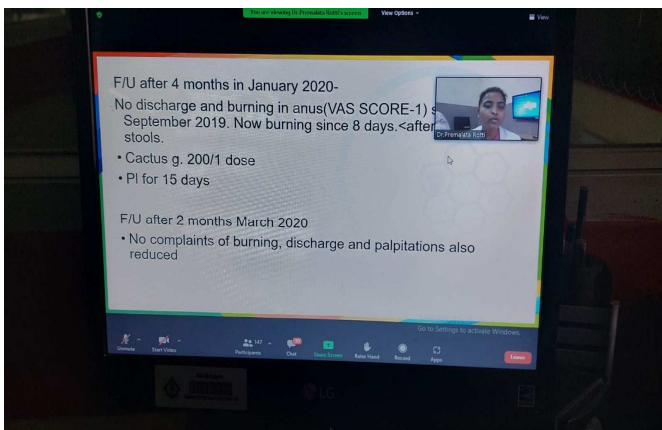 You are viewing Dr.Premalata Rotti's screen
View Options
View
F/U after 4 months in January 2020-
No discharge and burning in anus(VAS SCORE-1) s
September 2019. Now burning since 8 days.<after
stools.
Dr.Premalata Rotti
• Cactus g. 200/1 dose
• PI for 15 days
F/U after 2 months March 2020
• No complaints of burning, discharge and palpitations also
reduced
Go to Settings to activate Windows.
Unmute
Start Video
147
Participants
Chat
Share Screen
Raise Hand
Record
Apps
Leave
LG